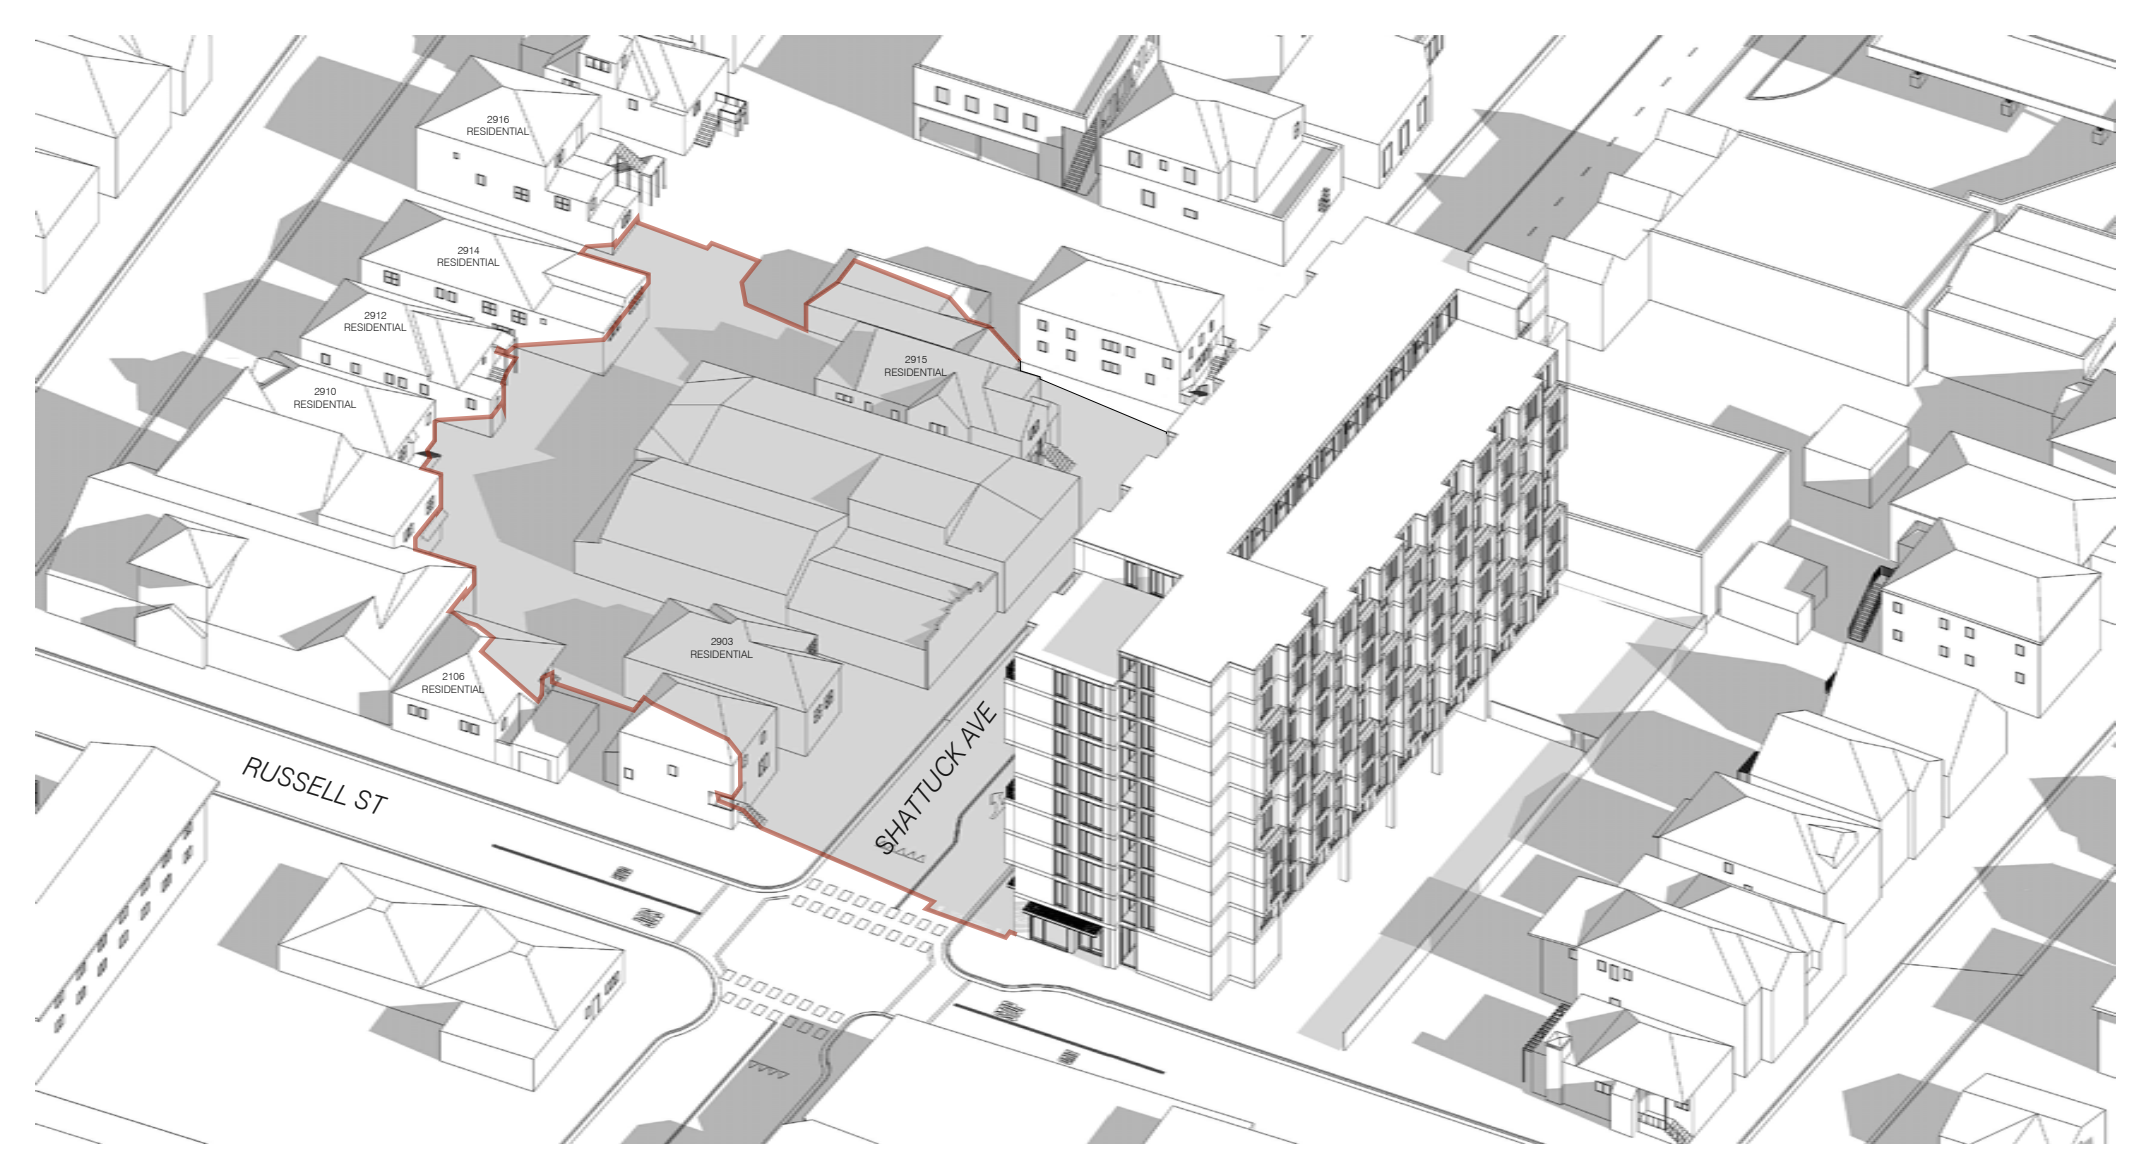 2916
RESIDENTIAL
2914
RESIDENTIAL
2912
RESIDENTIAL
2915
RESIDENTIAL
2910
RESIDENTIAL
2903
RESIDENTIAL
2106
RESIDENTIAL
RUSSELL ST
SHATTUCK AVE